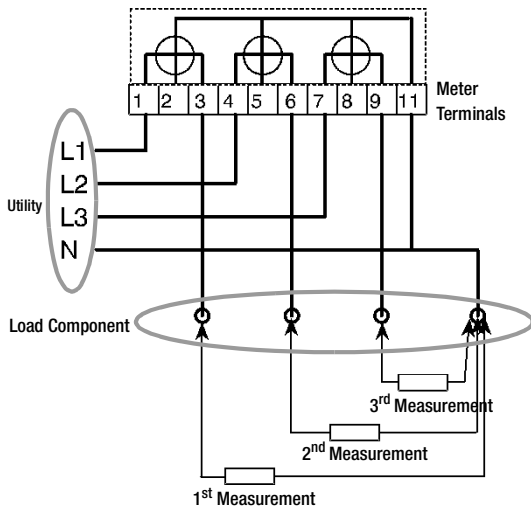 1 2 3 4 5 6 7 8 9 11
Meter
Terminals
L1
L2
Utility
L3
N
Load Component
3rd Measurement
2nd Measurement
1st Measurement